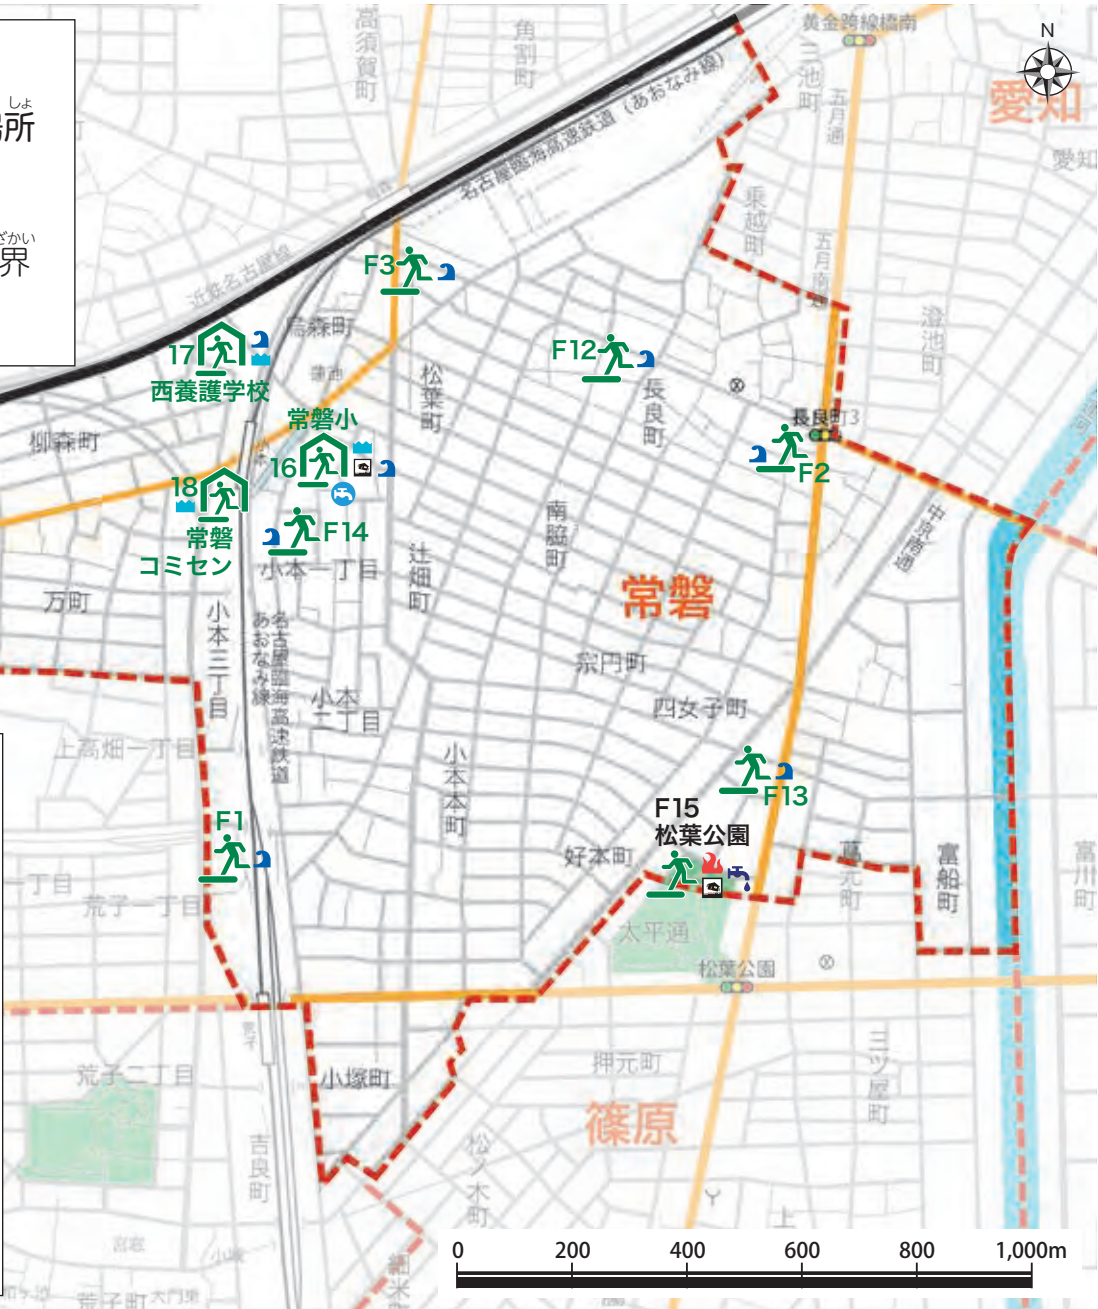 しょ
所
ざかい
界
N
黄金跨線橋南
高須賀町
角割町
三池町
五月通
愛知
愛知
名古屋臨海高速鉄道（あおなみ線）
乗越町
五月南通
澄池町
近鉄名古屋線
F3
烏森町
17
西養護学校
F12
松葉町
長良町
長良町3
柳森町
常磐小
16
18
F2
F14
常磐
コミセン
小本一丁目
南脇町
中京南通
辻畑町
万町
小本三丁目
名古屋臨海高速鉄道
あおなみ線
常磐
宗円町
小本
二丁目
四女子町
上高畑一丁目
小本本町
F13
F1
F15
松葉公園
好本町
富船町
富川町
丁目
荒子一丁目
太平通
松葉公園
荒子二丁目
小塚町
押元町
三ツ屋町
篠原
吉良町
松ノ木町
上
荒子町
大門東
0 200 400 600 800 1,000m